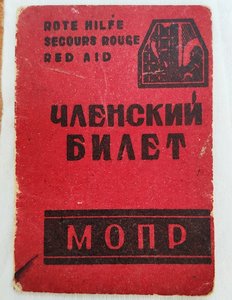 ROTE HILFE
SECOURS ROUGE
RED AID
ЧЛЕНСКИЙ
БИЛЕТ
МОПР